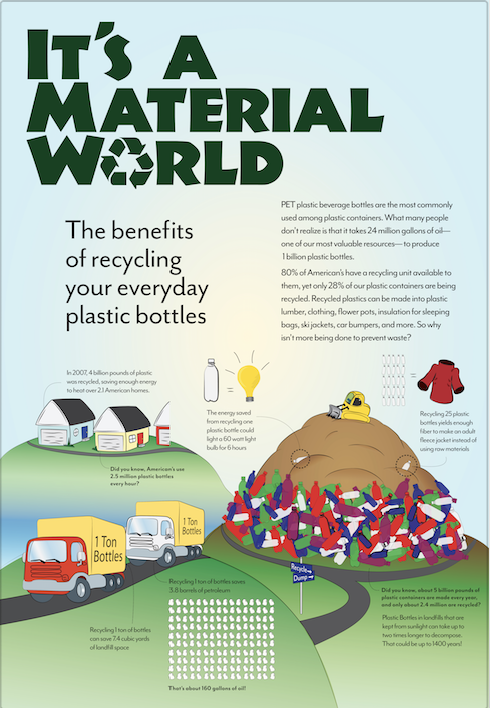 IT'S A
MATERIAL
WORLD
The benefits
of recycling
your everyday
plastic bottles
PET plastic beverage bottles are the most commonly
used among plastic containers. What many people
don't realize is that it takes 24 million gallons of oil—
one of our most valuable resources— to produce
1 billion plastic bottles.
80% of American's have a recycling unit available to
them, yet only 28% of our plastic containers are being
recycled. Recycled plastics can be made into plastic
lumber, clothing, flower pots, insulation for sleeping
bags, ski jackets, car bumpers, and more. So why
isn't more being done to prevent waste?
In 2007, 4 billion pounds of plastic
was recycled, saving enough energy
to heat over 2.1 American homes.
=
The energy saved
from recycling one
plastic bottle could
light a 60 watt light
bulb for 6 hours
=
Recycling 25 plastic
bottles yields enough
fiber to make an adult
fleece jacket instead of
using raw materials
Did you know, American's use
2.5 million plastic bottles
every hour?
1 Ton
Bottles
1 Ton
Bottles
Recycle
Dump
Recycling 1 ton of bottles saves
3.8 barrels of petroleum
Recycling 1 ton of bottles
can save 7.4 cubic yards
of landfill space
That's about 160 gallons of oil!
Did you know, about 5 billion pounds of
plastic containers are made every year,
and only about 2.4 million are recycled?
Plastic Bottles in landfills that are
kept from sunlight can take up to
two times longer to decompose.
That could be up to 1400 years!